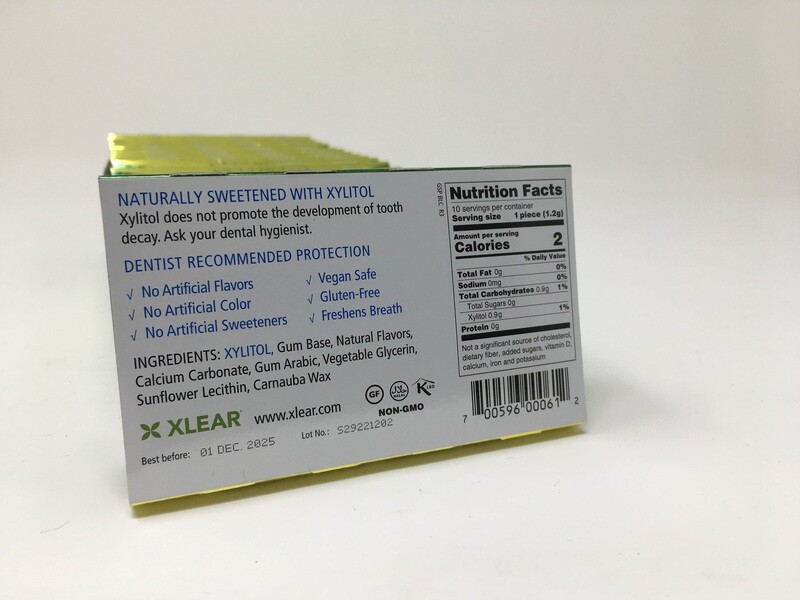 NATURALLY SWEETENED WITH XYLITOL
Xylitol does not promote the development of tooth
decay. Ask your dental hygienist.
DENTIST RECOMMENDED PROTECTION
√ No Artificial Flavors
√ No Artificial Color
√ No Artificial Sweeteners
√ Vegan Safe
√ Gluten-Free
√ Freshens Breath
INGREDIENTS: XYLITOL, Gum Base, Natural Flavors,
Calcium Carbonate, Gum Arabic, Vegetable Glycerin,
Sunflower Lecithin, Carnauba Wax
XLEAR www.xlear.com
GF
HALAL
K
NON-GMO
Best before: 01 DEC. 2025
Lot No.: S29221202
Nutrition Facts
10 servings per container
Serving size 1 piece (1.2g)
Amount per serving
Calories 2
% Daily Value
Total Fat 0g 0%
Sodium 0mg 0%
Total Carbohydrates 0.9g 1%
Total Sugars 0g
Xylitol 0.9g 1%
Protein 0g
Not a significant source of cholesterol,
dietary fiber, added sugars, vitamin D,
calcium, iron and potassium
7 00596 00061 2